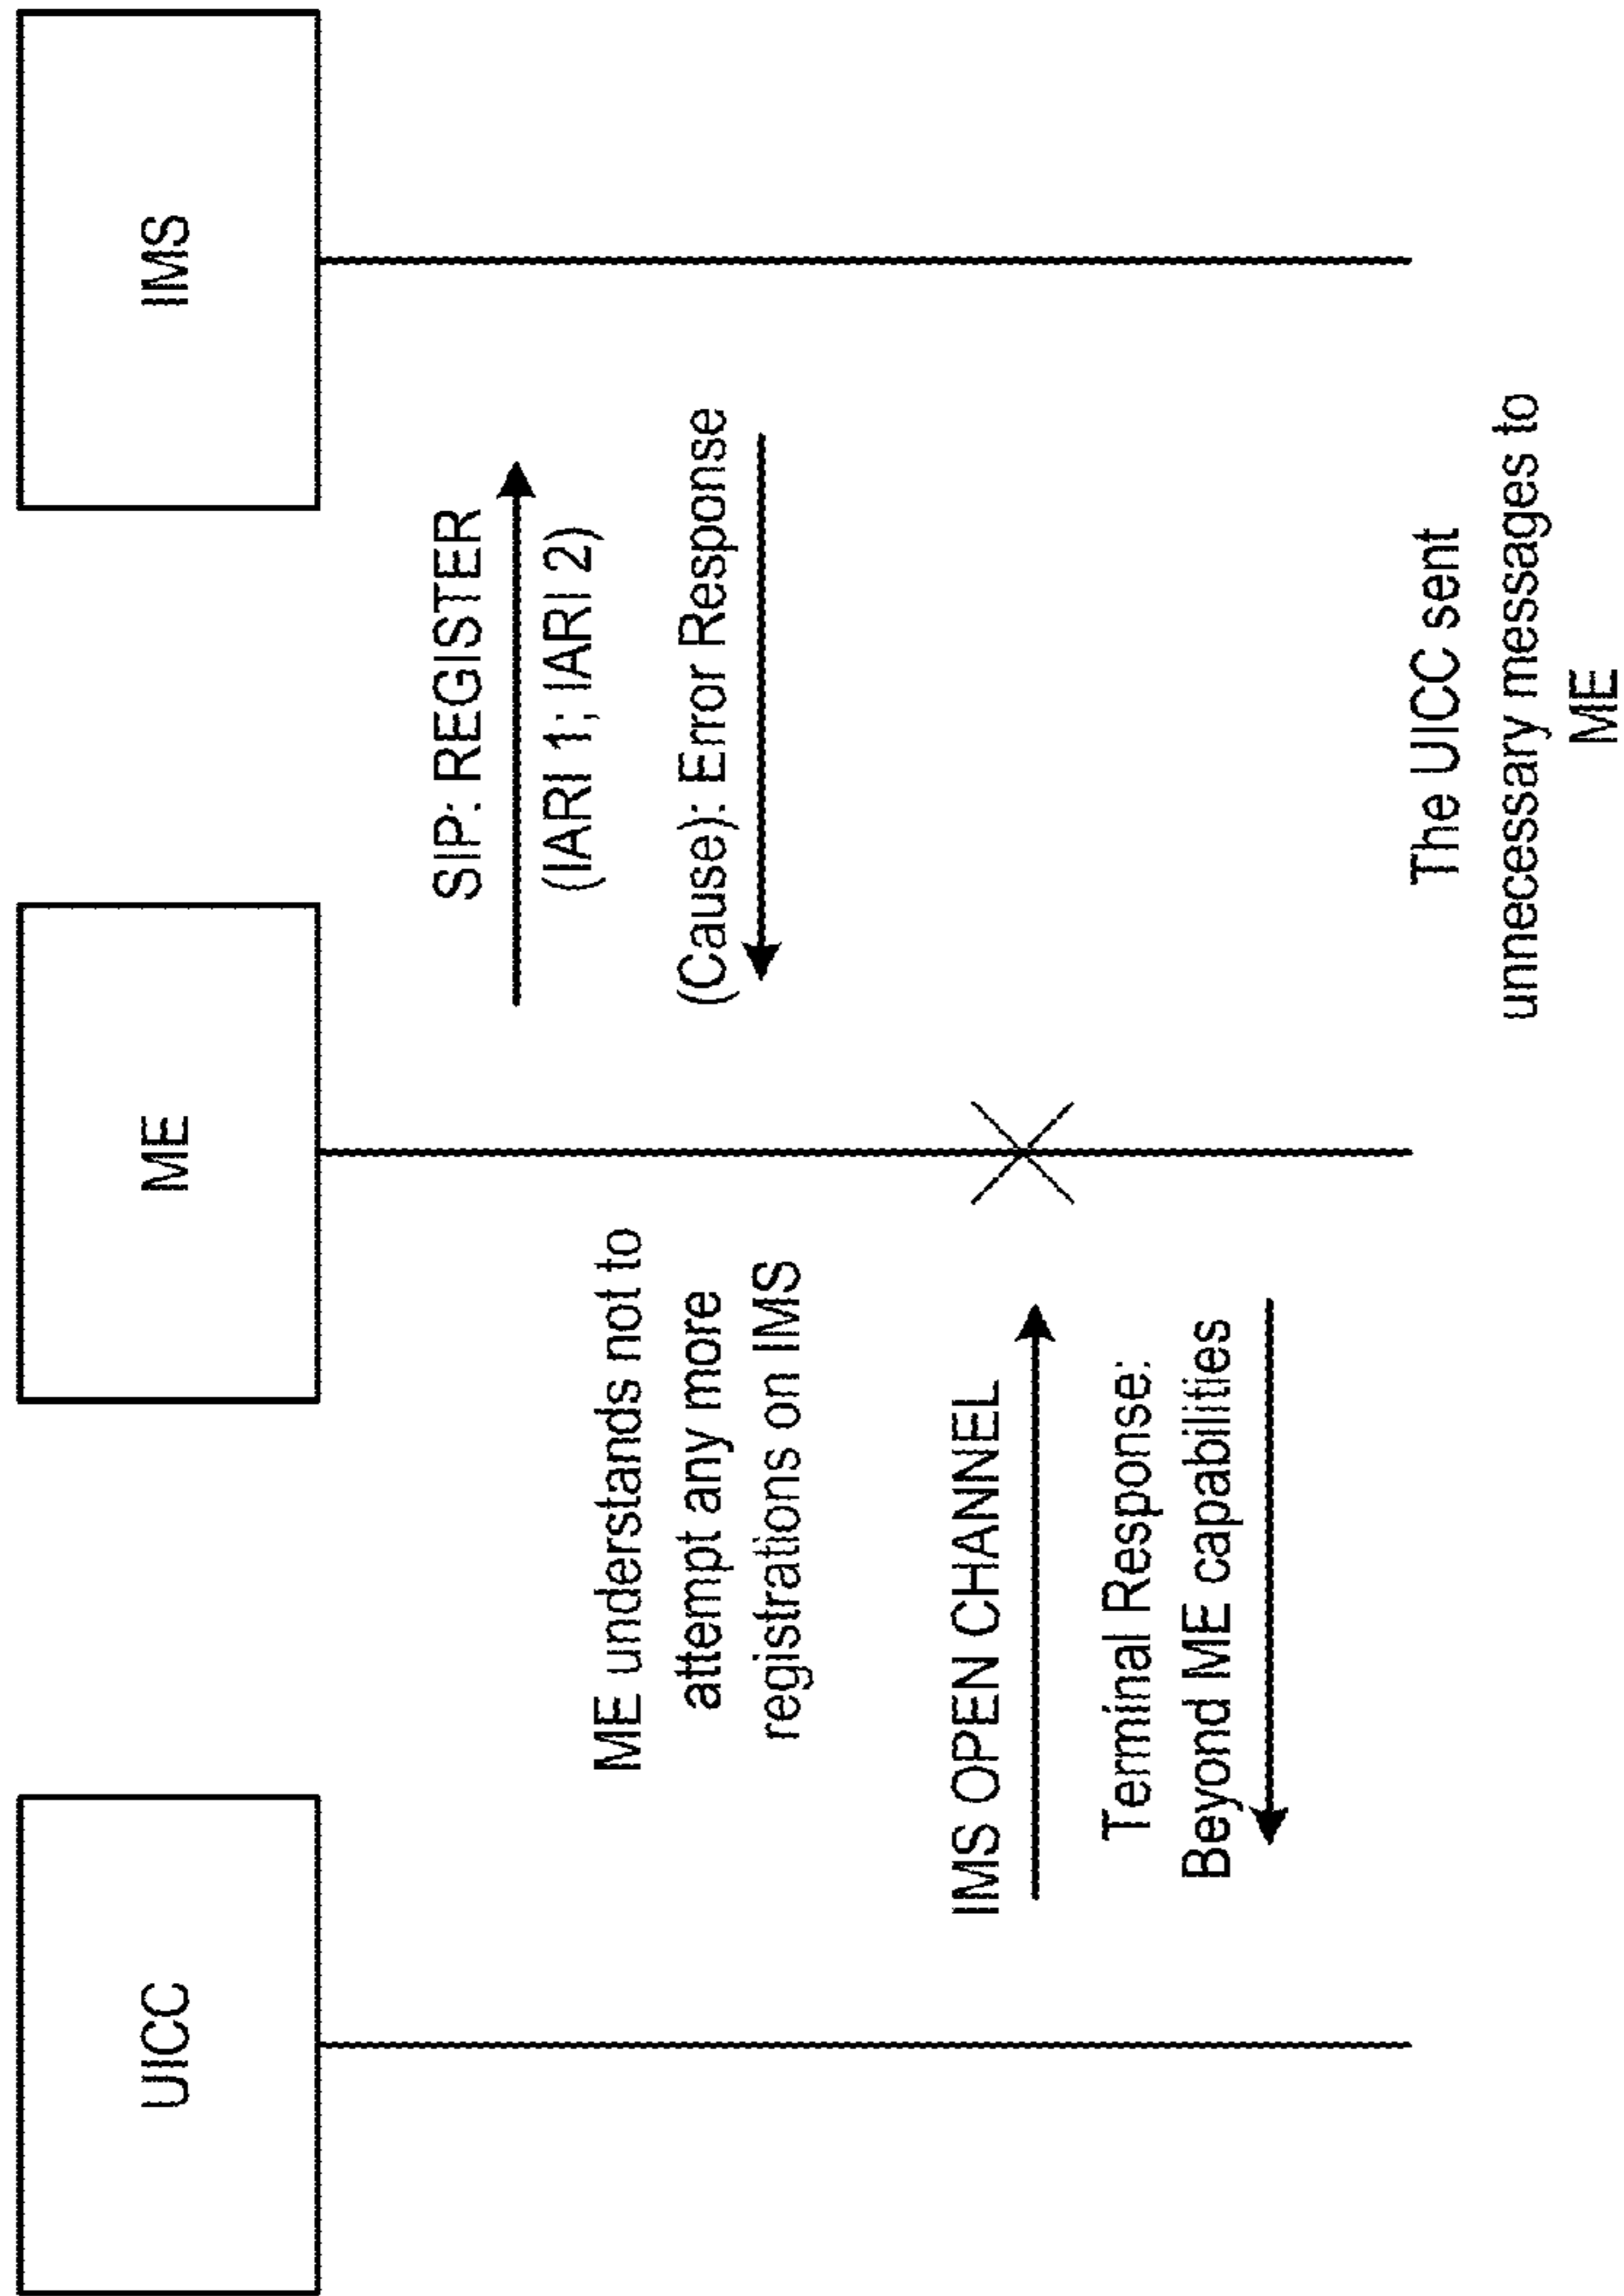 UICC
ME
IMS
SIP: REGISTER
(IARI 1; IARI 2)
ME understands not to
attempt any more
registrations on IMS
(Cause): Error Response
IMS OPEN CHANNEL
Terminal Response:
Beyond ME capabilities
The UICC sent
unnecessary messages to
ME